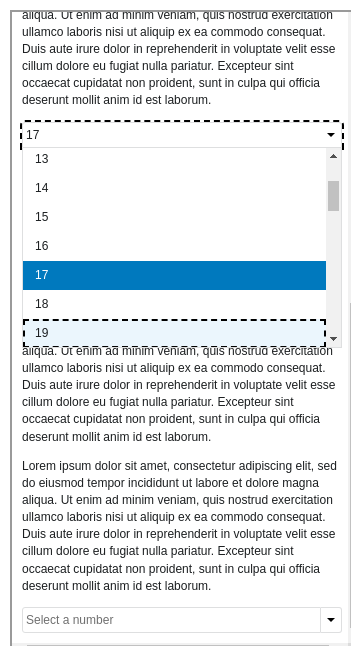 aliqua. Ut enim ad minim veniam, quis nostrud exercitation
ullamco laboris nisi ut aliquip ex ea commodo consequat.
Duis aute irure dolor in reprehenderit in voluptate velit esse
cillum dolore eu fugiat nulla pariatur. Excepteur sint
occaecat cupidatat non proident, sunt in culpa qui officia
deserunt mollit anim id est laborum.
17
13
14
15
16
17
18
19
aliqua. Ut enim ad minim veniam, quis nostrud exercitation
ullamco laboris nisi ut aliquip ex ea commodo consequat.
Duis aute irure dolor in reprehenderit in voluptate velit esse
cillum dolore eu fugiat nulla pariatur. Excepteur sint
occaecat cupidatat non proident, sunt in culpa qui officia
deserunt mollit anim id est laborum.
Lorem ipsum dolor sit amet, consectetur adipiscing elit, sed
do eiusmod tempor incididunt ut labore et dolore magna
aliqua. Ut enim ad minim veniam, quis nostrud exercitation
ullamco laboris nisi ut aliquip ex ea commodo consequat.
Duis aute irure dolor in reprehenderit in voluptate velit esse
cillum dolore eu fugiat nulla pariatur. Excepteur sint
occaecat cupidatat non proident, sunt in culpa qui officia
deserunt mollit anim id est laborum.
Select a number